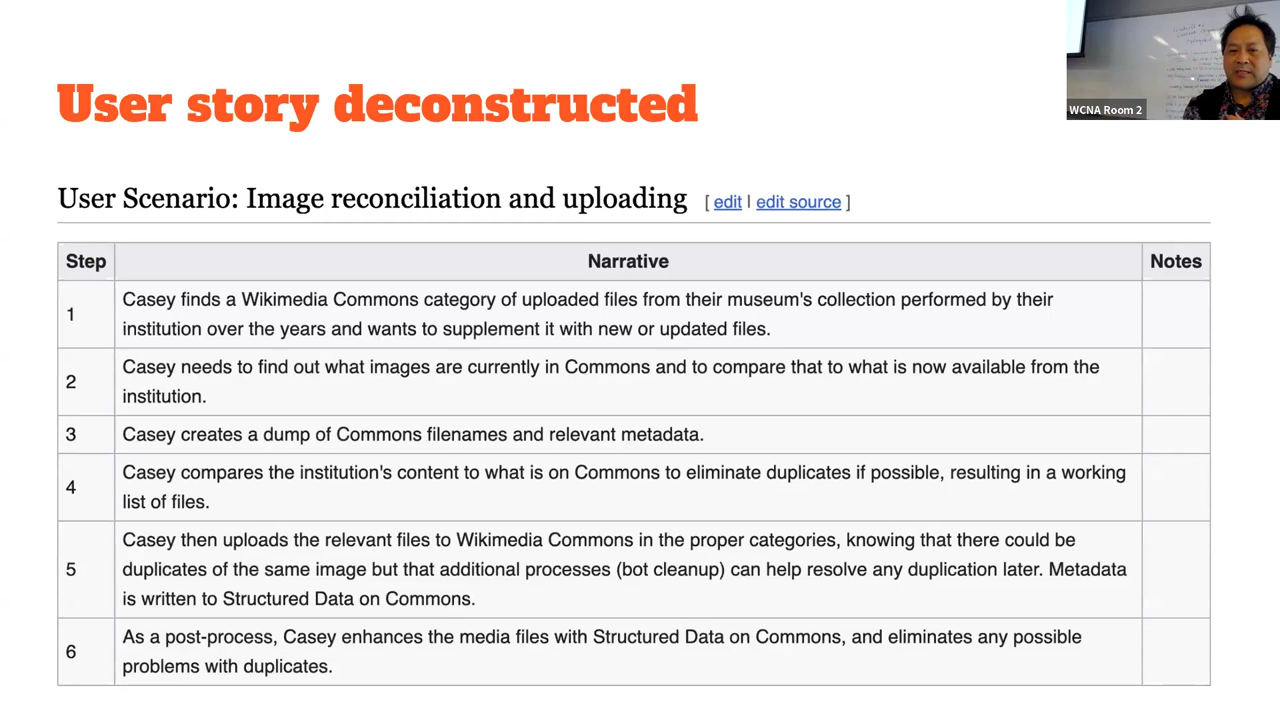 User story deconstructed
WCNA Room 2
User Scenario: Image reconciliation and uploading [ edit | edit source ]
Step Narrative Notes
1 Casey finds a Wikimedia Commons category of uploaded files from their museum's collection performed by their
institution over the years and wants to supplement it with new or updated files.
2 Casey needs to find out what images are currently in Commons and to compare that to what is now available from the
institution.
3 Casey creates a dump of Commons filenames and relevant metadata.
4 Casey compares the institution's content to what is on Commons to eliminate duplicates if possible, resulting in a working
list of files.
5 Casey then uploads the relevant files to Wikimedia Commons in the proper categories, knowing that there could be
duplicates of the same image but that additional processes (bot cleanup) can help resolve any duplication later. Metadata
is written to Structured Data on Commons.
6 As a post-process, Casey enhances the media files with Structured Data on Commons, and eliminates any possible
problems with duplicates.